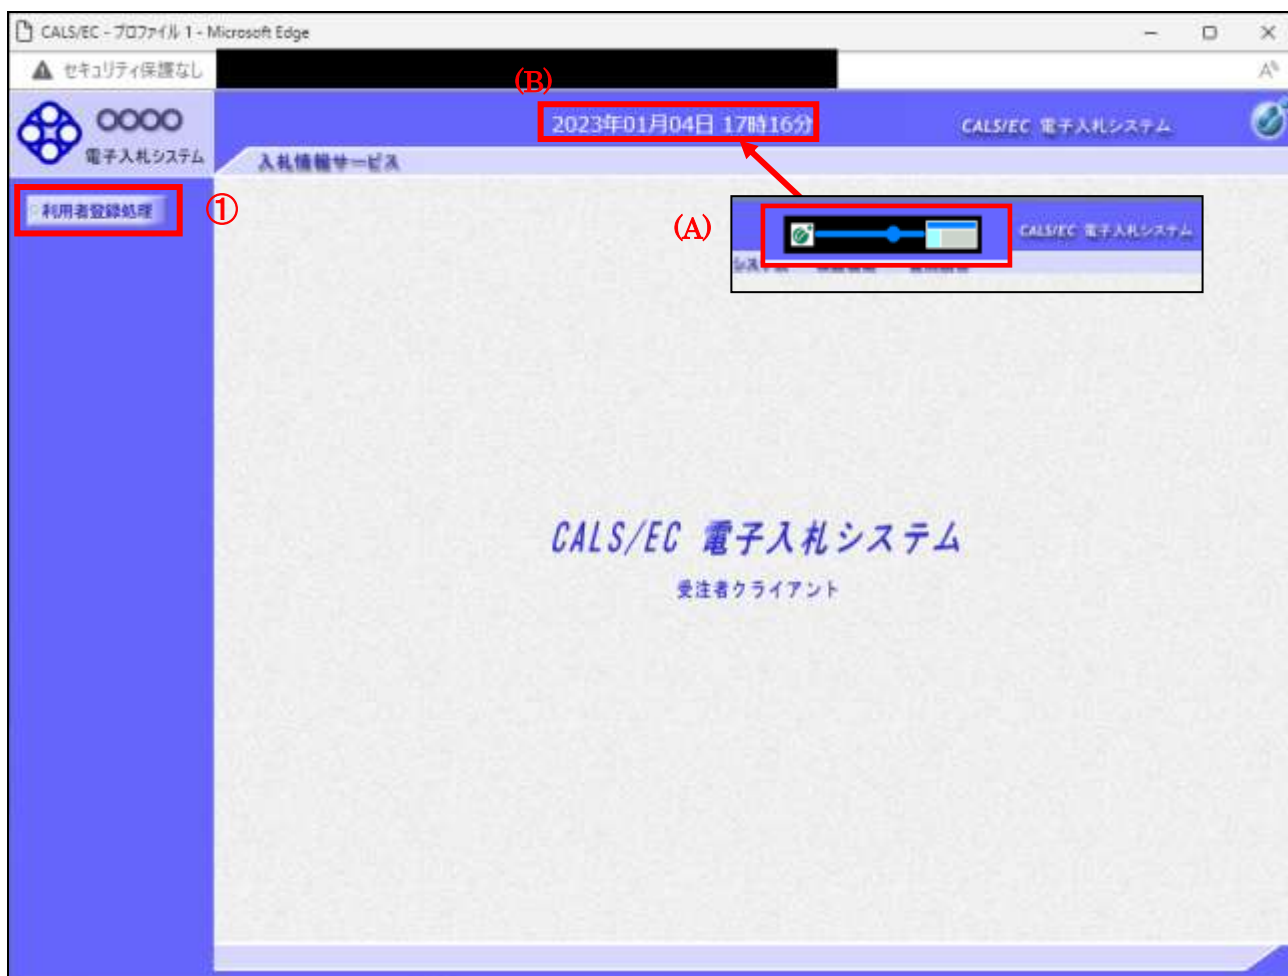 CALS/EC - プロファイル 1 - Microsoft Edge
セキュリティ保護なし
(B)
○○○○
電子入札システム
2023年01月04日 17時16分
CALS/EC 電子入札システム
入札情報サービス
利用者登録処理
①
(A)
CALS/EC 電子入札システム
CALS/EC 電子入札システム
受注者クライアント